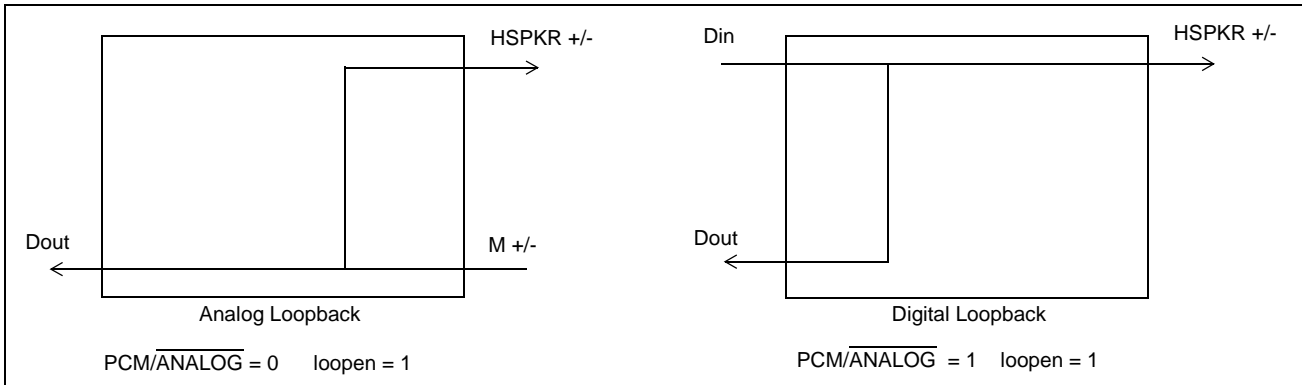 HSPKR +/-
Dout
M +/-
Analog Loopback
PCM/ANALOG = 0 loopen = 1
Din
HSPKR +/-
Dout
Digital Loopback
PCM/ANALOG = 1 loopen = 1